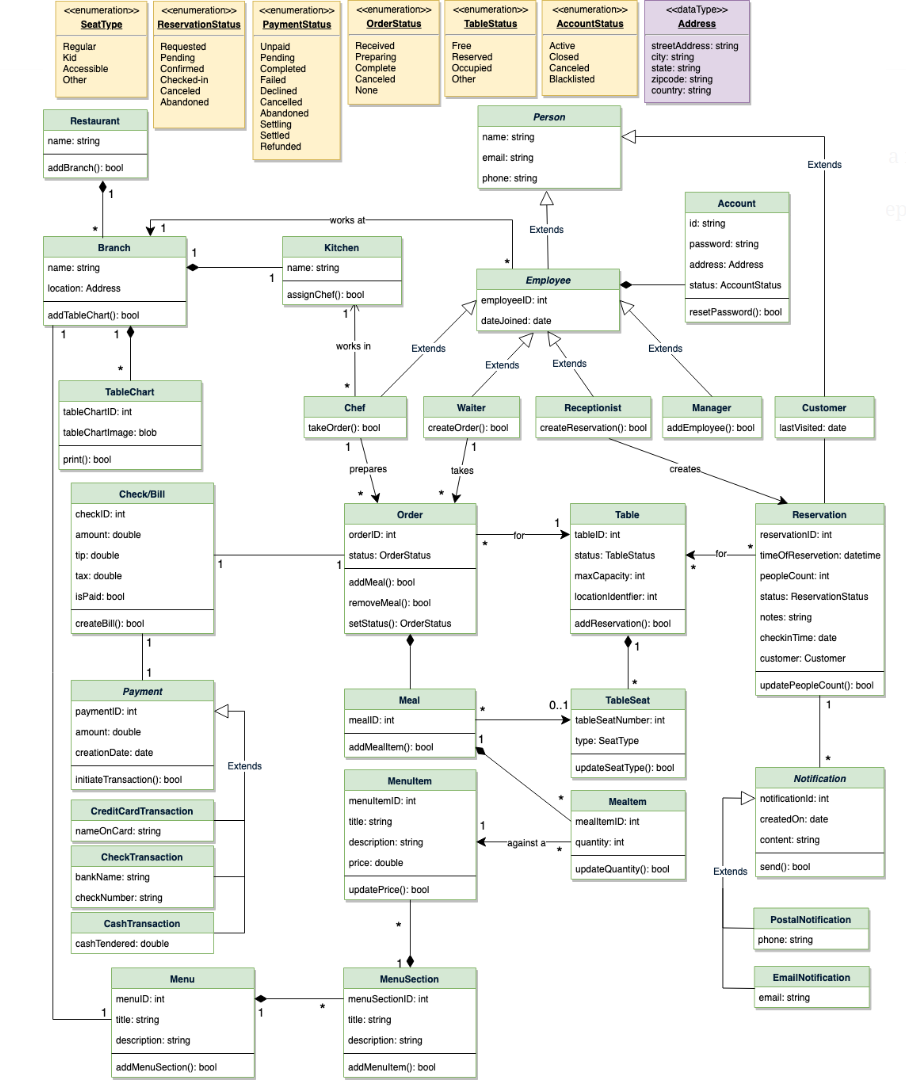 <<enumeration>>
SeatType
Regular
Kid
Accessible
Other
<<enumeration>>
ReservationStatus
Requested
Pending
Confirmed
Checked-in
Canceled
Abandoned
<<enumeration>>
PaymentStatus
Unpaid
Pending
Completed
Failed
Declined
Cancelled
Abandoned
Settling
Settled
Refunded
<<enumeration>>
OrderStatus
Received
Preparing
Complete
Canceled
None
<<enumeration>>
TableStatus
Free
Reserved
Occupied
Other
<<enumeration>>
AccountStatus
Active
Closed
Canceled
Blacklisted
<<dataType>>
Address
streetAddress: string
city: string
state: string
zipcode: string
country: string
Restaurant
name: string
addBranch(): bool
1
*
Person
name: string
email: string
phone: string
Extends
Extends
a
ep
Account
id: string
password: string
address: Address
status: AccountStatus
resetPassword(): bool
works at
1
*
Branch
name: string
location: Address
addTableChart(): bool
1
1
Kitchen
name: string
assignChef(): bool
1
works in
*
Employee
employeeID: int
dateJoined: date
Extends
Extends
Extends
Extends
1
1
*
TableChart
tableChartID: int
tableChartImage: blob
print(): bool
Chef
takeOrder(): bool
Waiter
createOrder(): bool
Receptionist
createReservation(): bool
Manager
addEmployee(): bool
Customer
lastVisited: date
1
prepares
*
1
takes
*
creates
Check/Bill
checkID: int
amount: double
tip: double
tax: double
isPaid: bool
createBill(): bool
1
1
Order
orderID: int
status: OrderStatus
addMeal(): bool
removeMeal(): bool
setStatus(): OrderStatus
1
for
*
Table
tableID: int
status: TableStatus
maxCapacity: int
locationIdentfier: int
addReservation(): bool
*
for
*
Reservation
reservationID: int
timeOfReservetion: datetime
peopleCount: int
status: ReservationStatus
notes: string
checkinTime: date
customer: Customer
updatePeopleCount(): bool
1
1
1
*
1
*
Payment
paymentID: int
amount: double
creationDate: date
initiateTransaction(): bool
Extends
Meal
mealID: int
addMealItem(): bool
*
0..1
TableSeat
tableSeatNumber: int
type: SeatType
updateSeatType(): bool
1
*
Notification
notificationId: int
createdOn: date
content: string
send(): bool
Extends
MenuItem
menuItemID: int
title: string
description: string
price: double
updatePrice(): bool
1
against a
*
Mealtem
mealItemID: int
quantity: int
updateQuantity(): bool
CreditCardTransaction
nameOnCard: string
CheckTransaction
bankName: string
checkNumber: string
CashTransaction
cashTendered: double
PostalNotification
phone: string
EmailNotification
email: string
*
1
Menu
menuID: int
title: string
description: string
addMenuSection(): bool
1
1
*
MenuSection
menuSectionID: int
title: string
description: string
addMenuItem(): bool